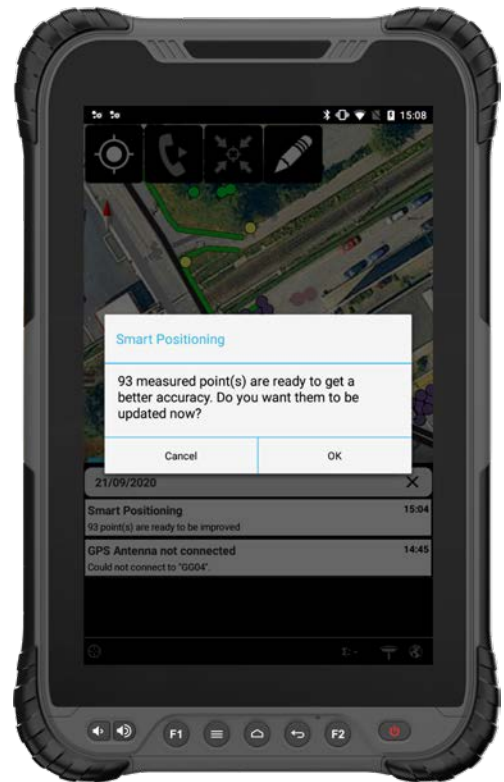 15:08
Smart Positioning
93 measured point(s) are ready to get a
better accuracy. Do you want them to be
updated now?
Cancel OK
21/09/2020
Smart Positioning 15:04
93 point(s) are ready to be improved
GPS Antenna not connected 14:45
Could not connect to "GG04".
Σ: -
F1 F2